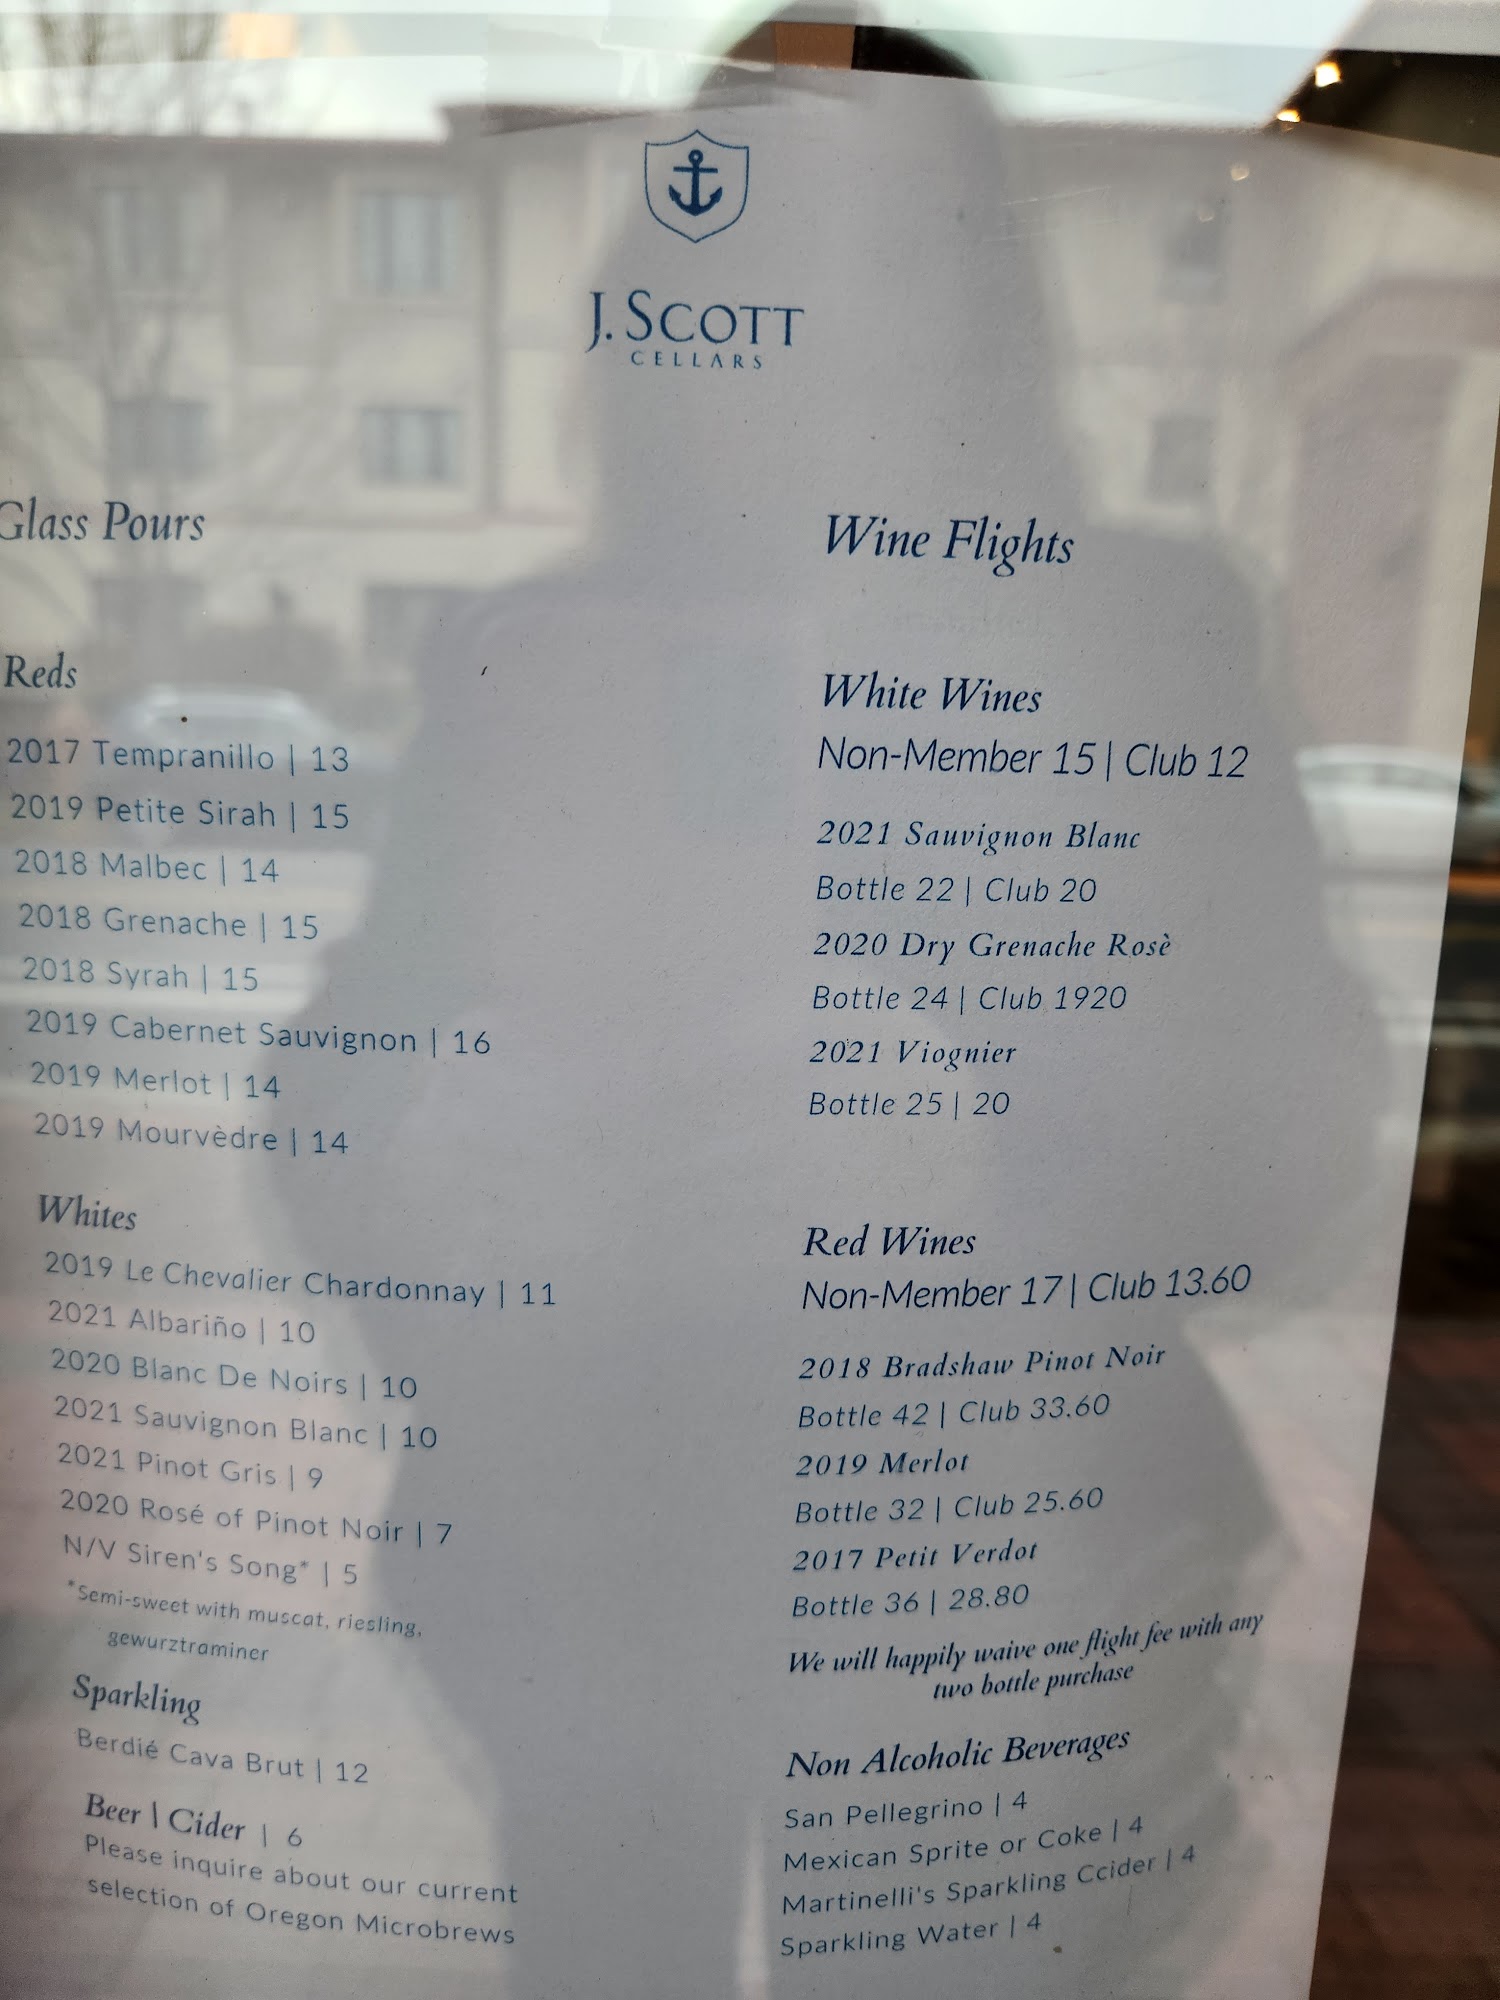 J. SCOTT
CELLARS
Glass Pours
Reds
2017 Tempranillo | 13
2019 Petite Sirah | 15
2018 Malbec | 14
2018 Grenache | 15
2018 Syrah | 15
2019 Cabernet Sauvignon | 16
2019 Merlot | 14
2019 Mourvèdre | 14
Whites
2019 Le Chevalier Chardonnay | 11
2021 Albariño | 10
2020 Blanc De Noirs | 10
2021 Sauvignon Blanc | 10
2021 Pinot Gris | 9
2020 Rosé of Pinot Noir | 7
N/V Siren's Song* | 5
*Semi-sweet with muscat, riesling,
gewurztraminer
Sparkling
Berdié Cava Brut | 12
Beer | Cider | 6
Please inquire about our current
selection of Oregon Microbrews
Wine Flights
White Wines
Non-Member 15 | Club 12
2021 Sauvignon Blanc
Bottle 22 | Club 20
2020 Dry Grenache Rosè
Bottle 24 | Club 1920
2021 Viognier
Bottle 25 | 20
Red Wines
Non-Member 17 | Club 13.60
2018 Bradshaw Pinot Noir
Bottle 42 | Club 33.60
2019 Merlot
Bottle 32 | Club 25.60
2017 Petit Verdot
Bottle 36 | 28.80
We will happily waive one flight fee with any
two bottle purchase
Non Alcoholic Beverages
San Pellegrino | 4
Mexican Sprite or Coke | 4
Martinelli's Sparkling Ccider | 4
Sparkling Water | 4